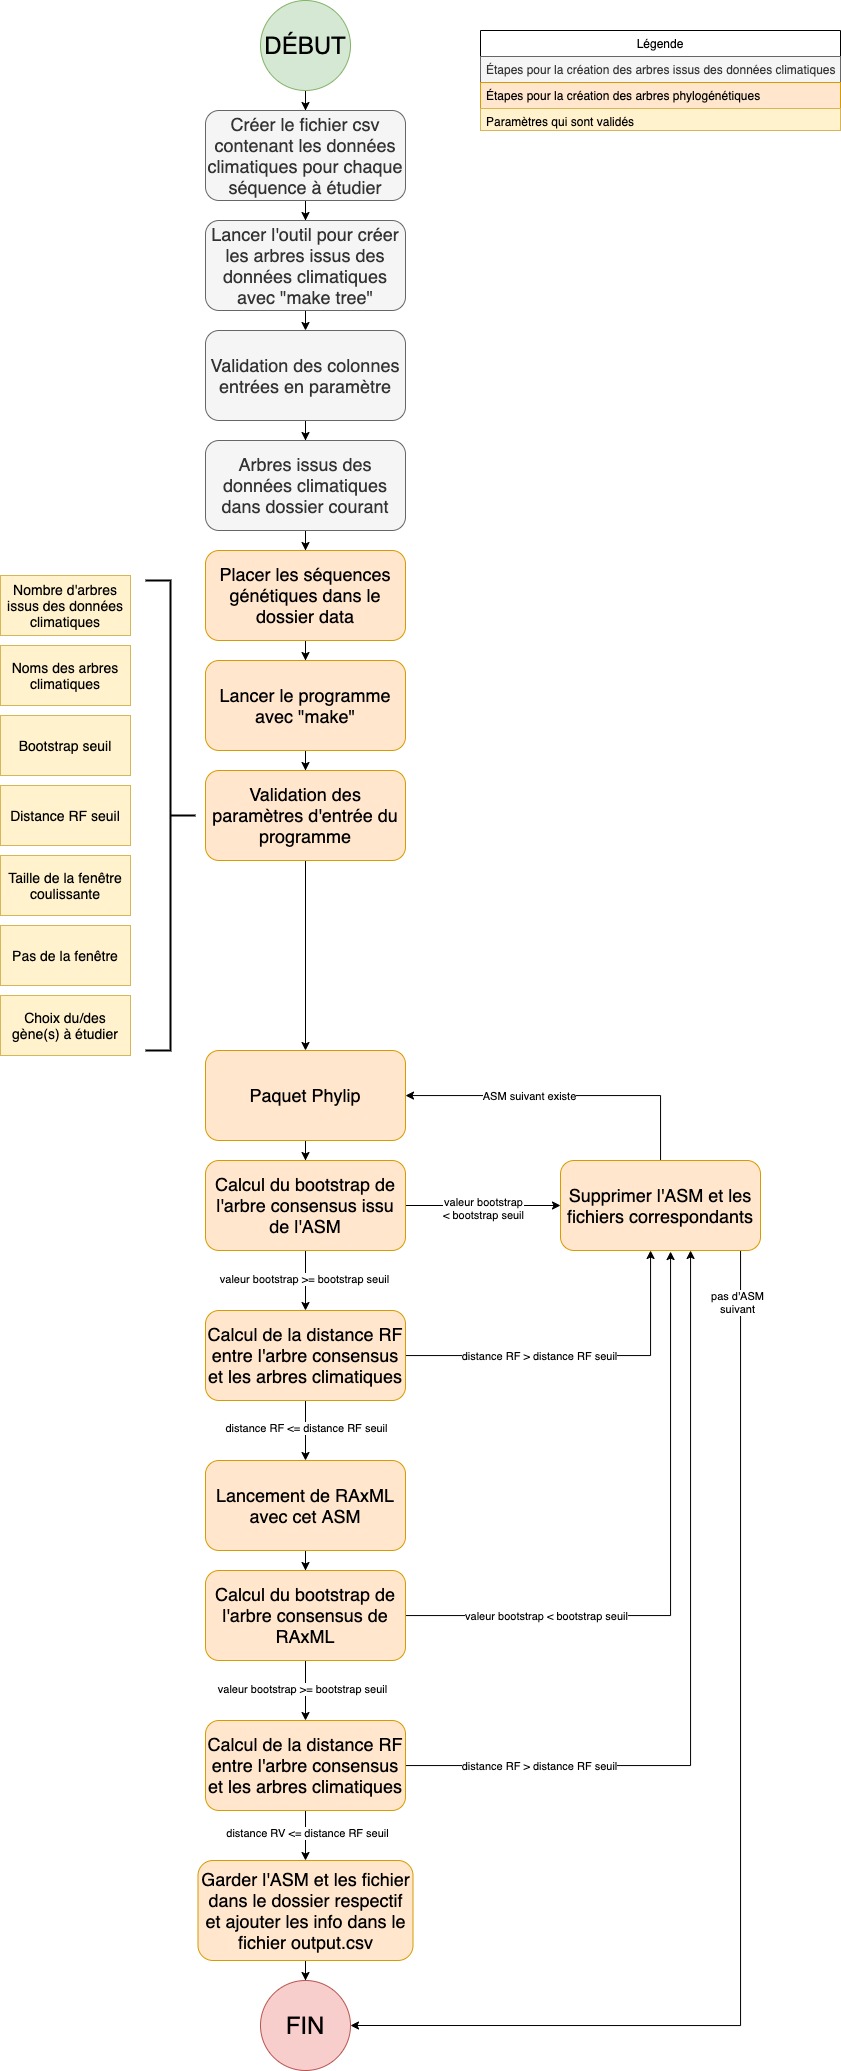 DÉBUT
Légende
Étapes pour la création des arbres issus des données climatiques
Étapes pour la création des arbres phylogénétiques
Paramètres qui sont validés
Créer le fichier csv
contenant les données
climatiques pour chaque
séquence à étudier
Lancer l'outil pour créer
les arbres issus des
données climatiques
avec "make tree"
Validation des colonnes
entrées en paramètre
Arbres issus des
données climatiques
dans dossier courant
Placer les séquences
génétiques dans le
dossier data
Lancer le programme
avec "make"
Validation des
paramètres d'entrée du
programme
Nombre d'arbres
issus des données
climatiques
Noms des arbres
climatiques
Bootstrap seuil
Distance RF seuil
Taille de la fenêtre
coulissante
Pas de la fenêtre
Choix du/des
gène(s) à étudier
Paquet Phylip
ASM suivant existe
Calcul du bootstrap de
l'arbre consensus issu
de l'ASM
valeur bootstrap
< bootstrap seuil
Supprimer l'ASM et les
fichiers correspondants
valeur bootstrap >= bootstrap seuil
pas d'ASM
suivant
Calcul de la distance RF
entre l'arbre consensus
et les arbres climatiques
distance RF > distance RF seuil
distance RF <= distance RF seuil
Lancement de RAxML
avec cet ASM
Calcul du bootstrap de
l'arbre consensus de
RAxML
valeur bootstrap < bootstrap seuil
valeur bootstrap >= bootstrap seuil
Calcul de la distance RF
entre l'arbre consensus
et les arbres climatiques
distance RF > distance RF seuil
distance RV <= distance RF seuil
Garder l'ASM et les fichier
dans le dossier respectif
et ajouter les info dans le
fichier output.csv
FIN